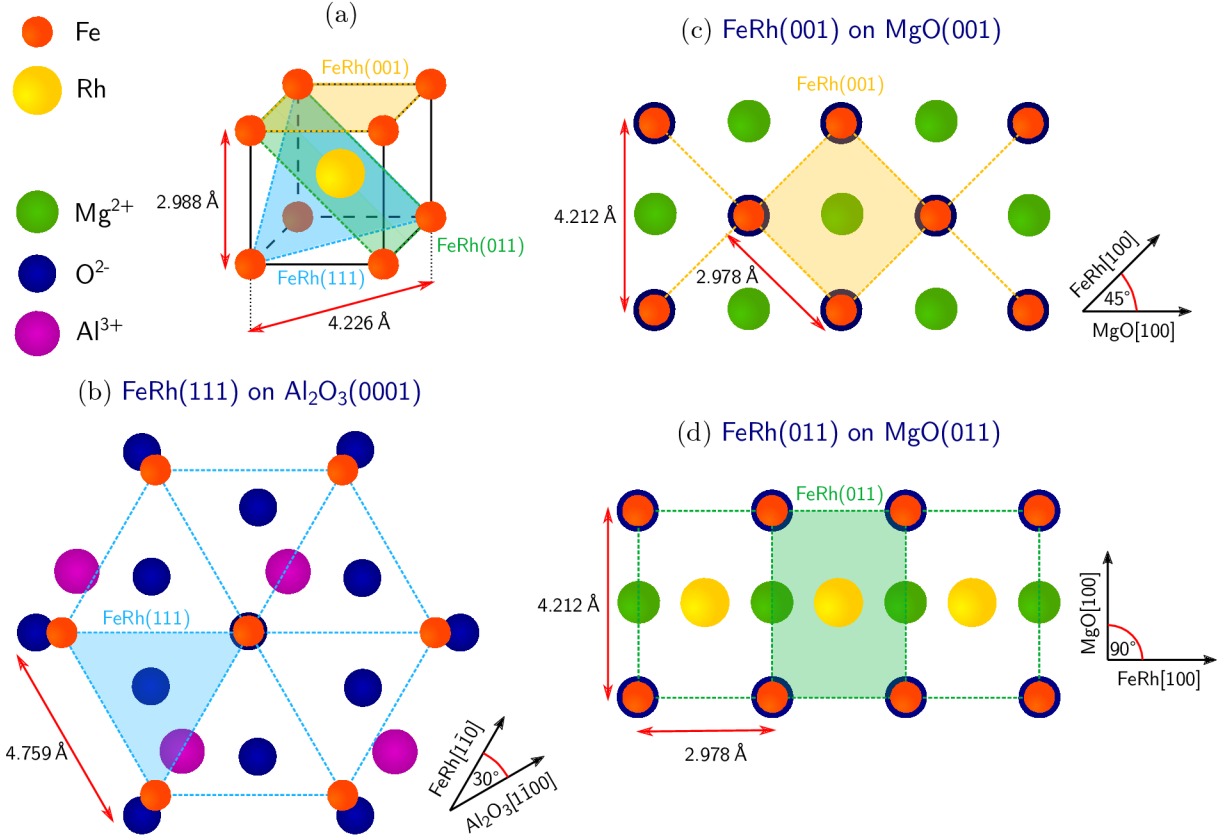 Fe
Rh
Mg²⁺
O²⁻
Al³⁺
(a)
FeRh(001)
2.988 Å
FeRh(011)
FeRh(111)
4.226 Å
(c) FeRh(001) on MgO(001)
FeRh(001)
4.212 Å
2.978 Å
FeRh[100]
45°
MgO[100]
(b) FeRh(111) on Al₂O₃(0001)
FeRh(111)
4.759 Å
FeRh[11̄0]
30°
Al₂O₃[11̄00]
(d) FeRh(011) on MgO(011)
FeRh(011)
4.212 Å
2.978 Å
MgO[100]
90°
FeRh[100]